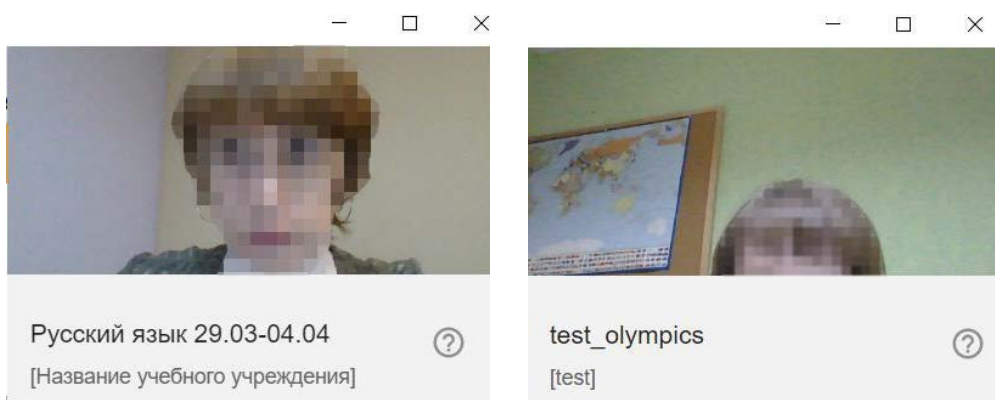 Русский язык 29.03-04.04
[Название учебного учреждения]
test_olympics
[test]